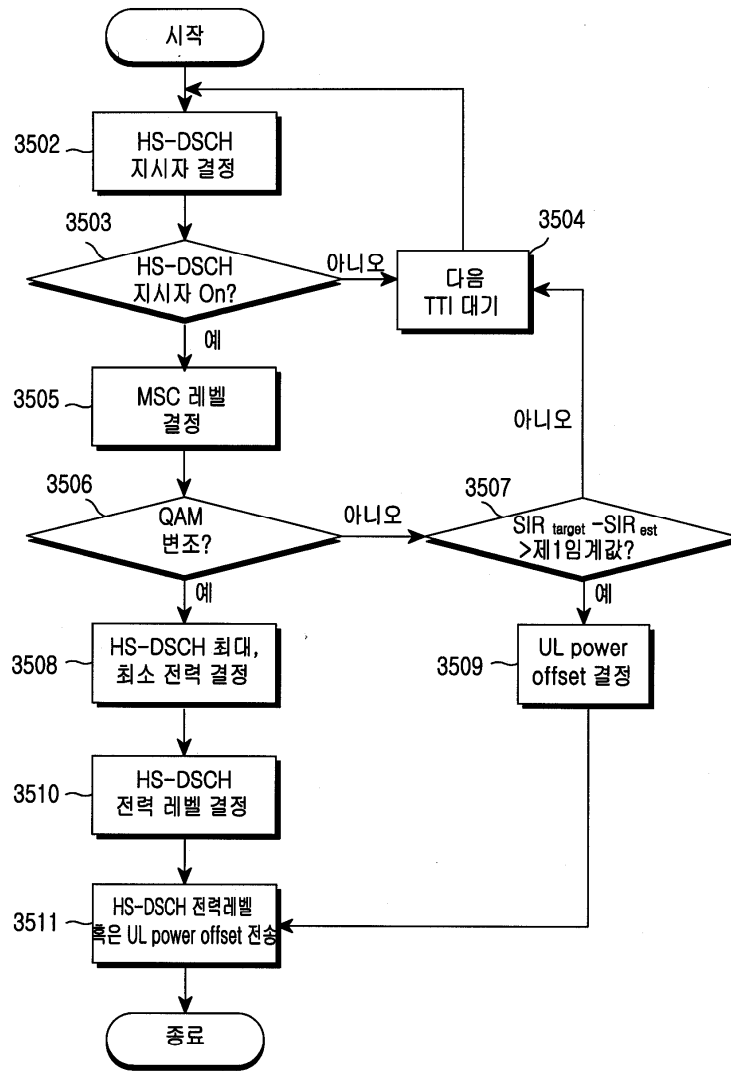 시작
3502
HS-DSCH
지시자 결정
3503
HS-DSCH
지시자 On?
아니오
3504
다음
TTI 대기
예
3505
MSC 레벨
결정
아니오
3506
QAM
변조?
아니오
3507
SIR target -SIR est
>제1임계값?
예
예
3508
HS-DSCH 최대,
최소 전력 결정
3509
UL power
offset 결정
3510
HS-DSCH
전력 레벨 결정
3511
HS-DSCH 전력레벨
혹은 UL power offset 전송
종료